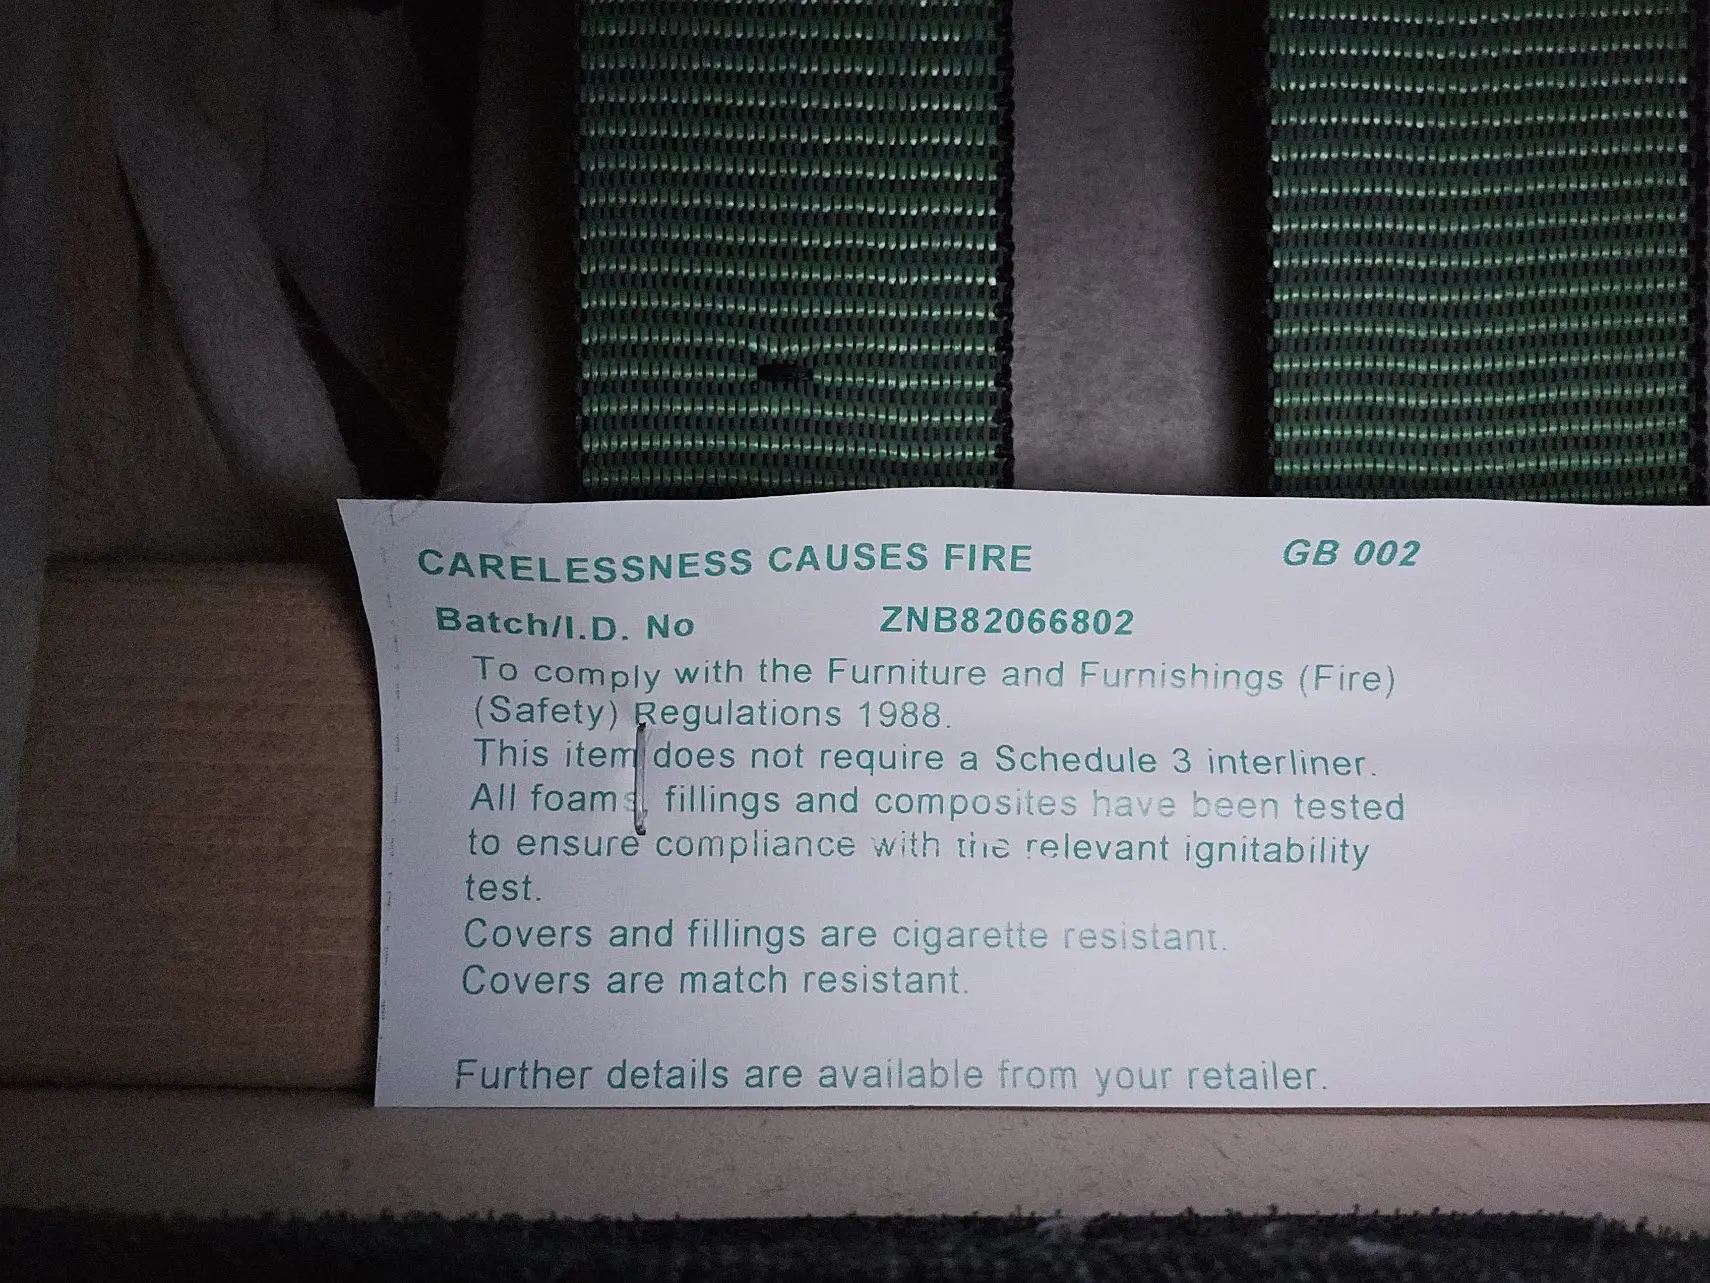 CARELESSNESS CAUSES FIRE GB 002
Batch/I.D. No ZNB82066802
To comply with the Furniture and Furnishings (Fire)
(Safety) Regulations 1988.
This item does not require a Schedule 3 interliner.
All foams, fillings and composites have been tested
to ensure compliance with the relevant ignitability
test.
Covers and fillings are cigarette resistant.
Covers are match resistant.
Further details are available from your retailer.